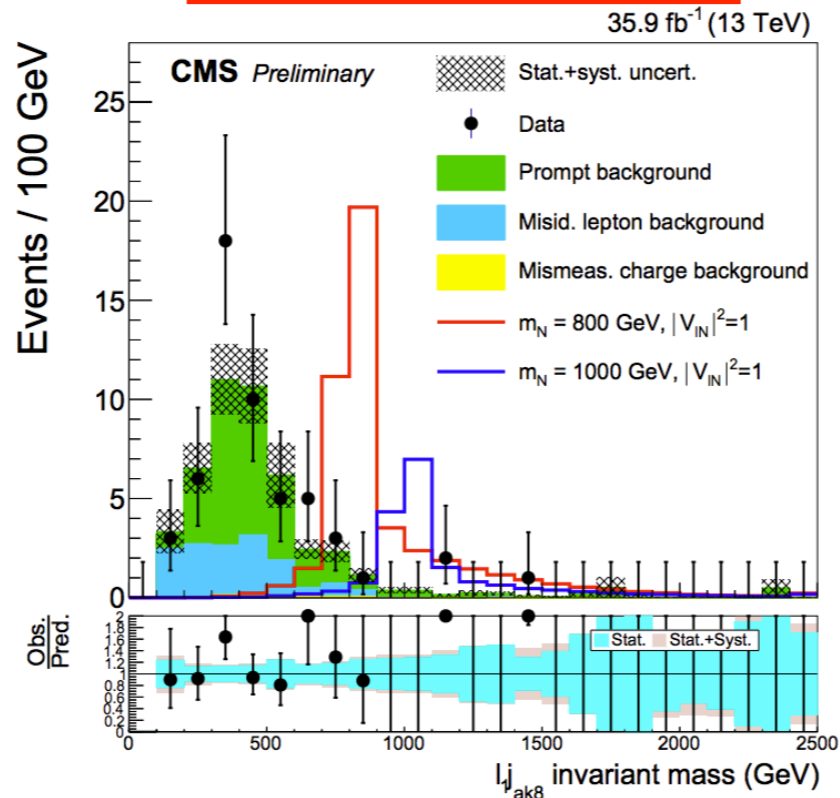 35.9 fb⁻¹ (13 TeV)
CMS Preliminary
Stat.+syst. uncert.
Data
Prompt background
Misid. lepton background
Mismeas. charge background
m_N = 800 GeV, |V_lN|²=1
m_N = 1000 GeV, |V_lN|²=1
Events / 100 GeV
25
20
15
10
5
0
Obs.
Pred.
2
1.8
1.6
1.4
1.2
1
0.8
0.6
0.4
0.2
0
Stat. Stat.+Syst.
0 500 1000 1500 2000 2500
l₁j_ak8 invariant mass (GeV)